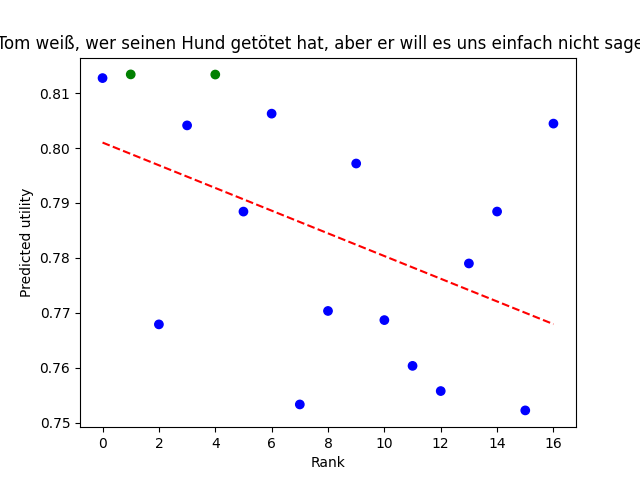 Tom weiß, wer seinen Hund getötet hat, aber er will es uns einfach nicht sage
0.81
0.80
0.79
0.78
0.77
0.76
0.75
Predicted utility
0 2 4 6 8 10 12 14 16
Rank